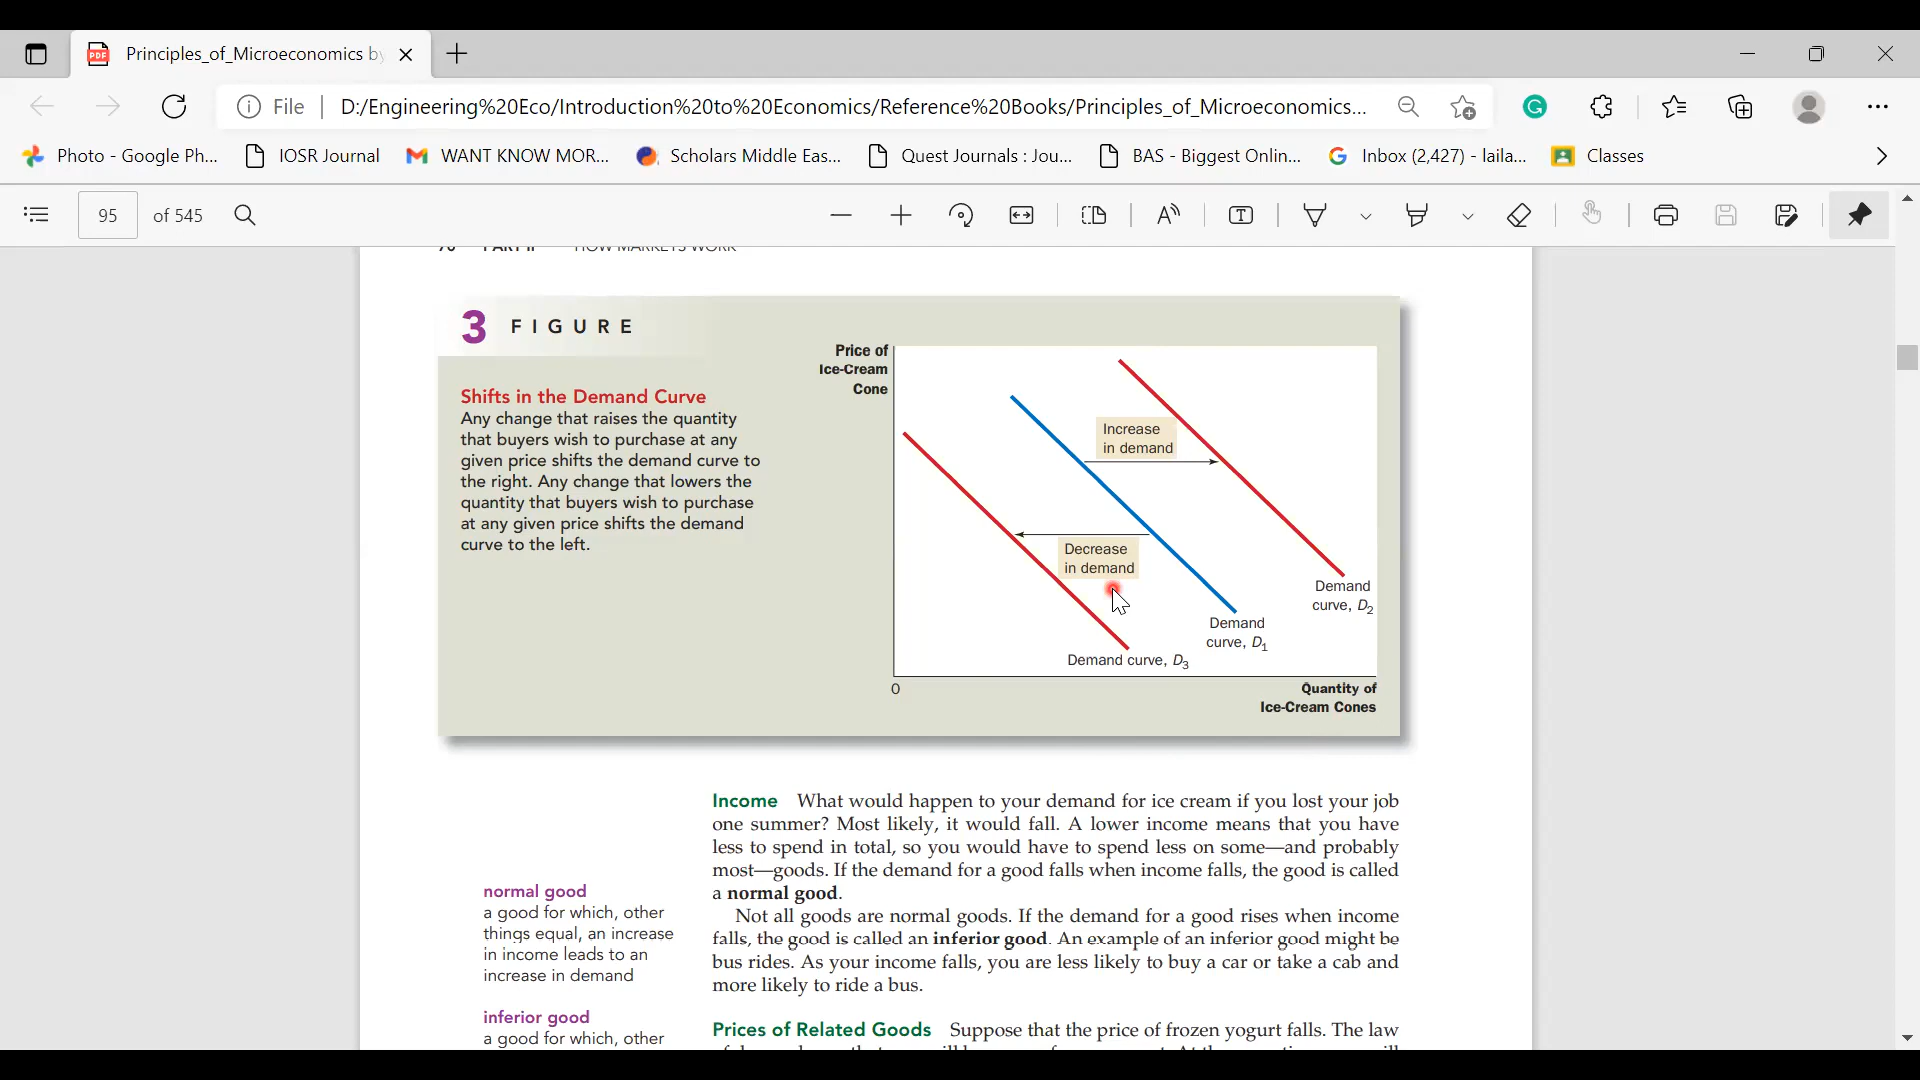 Principles_of_Microeconomics by
File D:/Engineering%20Eco/Introduction%20to%20Economics/Reference%20Books/Principles_of_Microeconomics...
Photo - Google Ph... IOSR Journal WANT KNOW MOR... Scholars Middle Eas... Quest Journals : Jou... BAS - Biggest Onlin... Inbox (2,427) - laila... Classes
95 of 545
PART II HOW MARKETS WORK
3 FIGURE
Shifts in the Demand Curve
Any change that raises the quantity
that buyers wish to purchase at any
given price shifts the demand curve to
the right. Any change that lowers the
quantity that buyers wish to purchase
at any given price shifts the demand
curve to the left.
Price of
Ice-Cream
Cone
Increase
in demand
Decrease
in demand
Demand
curve, D2
Demand
curve, D1
Demand curve, D3
0
Quantity of
Ice-Cream Cones
Income What would happen to your demand for ice cream if you lost your job
one summer? Most likely, it would fall. A lower income means that you have
less to spend in total, so you would have to spend less on some—and probably
most—goods. If the demand for a good falls when income falls, the good is called
a normal good.
Not all goods are normal goods. If the demand for a good rises when income
falls, the good is called an inferior good. An example of an inferior good might be
bus rides. As your income falls, you are less likely to buy a car or take a cab and
more likely to ride a bus.
normal good
a good for which, other
things equal, an increase
in income leads to an
increase in demand
inferior good
a good for which, other
Prices of Related Goods Suppose that the price of frozen yogurt falls. The law